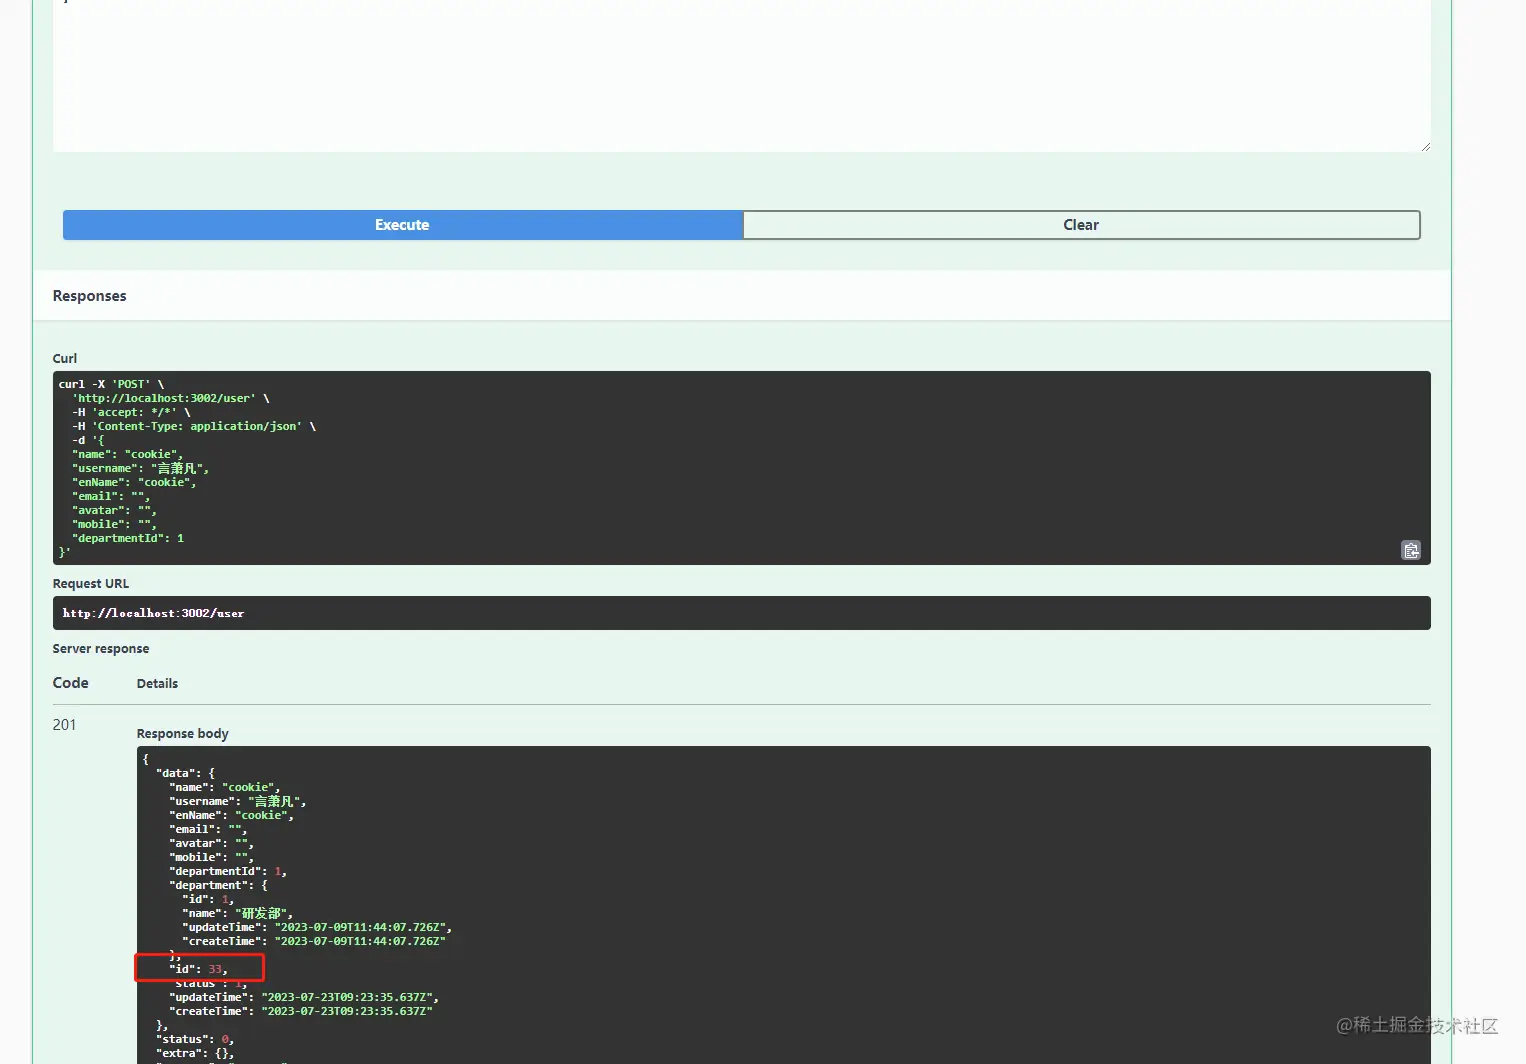 Execute
Clear
Responses
Curl
curl -X 'POST' \
'http://localhost:3002/user' \
-H 'accept: */*' \
-H 'Content-Type: application/json' \
-d '{
"name": "cookie",
"username": "言萧凡",
"enName": "cookie",
"email": "",
"avatar": "",
"mobile": "",
"departmentId": 1
}'
Request URL
http://localhost:3002/user
Server response
Code
Details
201
Response body
{
"data": {
"name": "cookie",
"username": "言萧凡",
"enName": "cookie",
"email": "",
"avatar": "",
"mobile": "",
"departmentId": 1,
"department": {
"id": 1,
"name": "研发部",
"updateTime": "2023-07-09T11:44:07.726Z",
"createTime": "2023-07-09T11:44:07.726Z"
},
"id": 33,
"status": 1,
"updateTime": "2023-07-23T09:23:35.637Z",
"createTime": "2023-07-23T09:23:35.637Z"
},
"status": 0,
"extra": {},
@稀土掘金技术社区